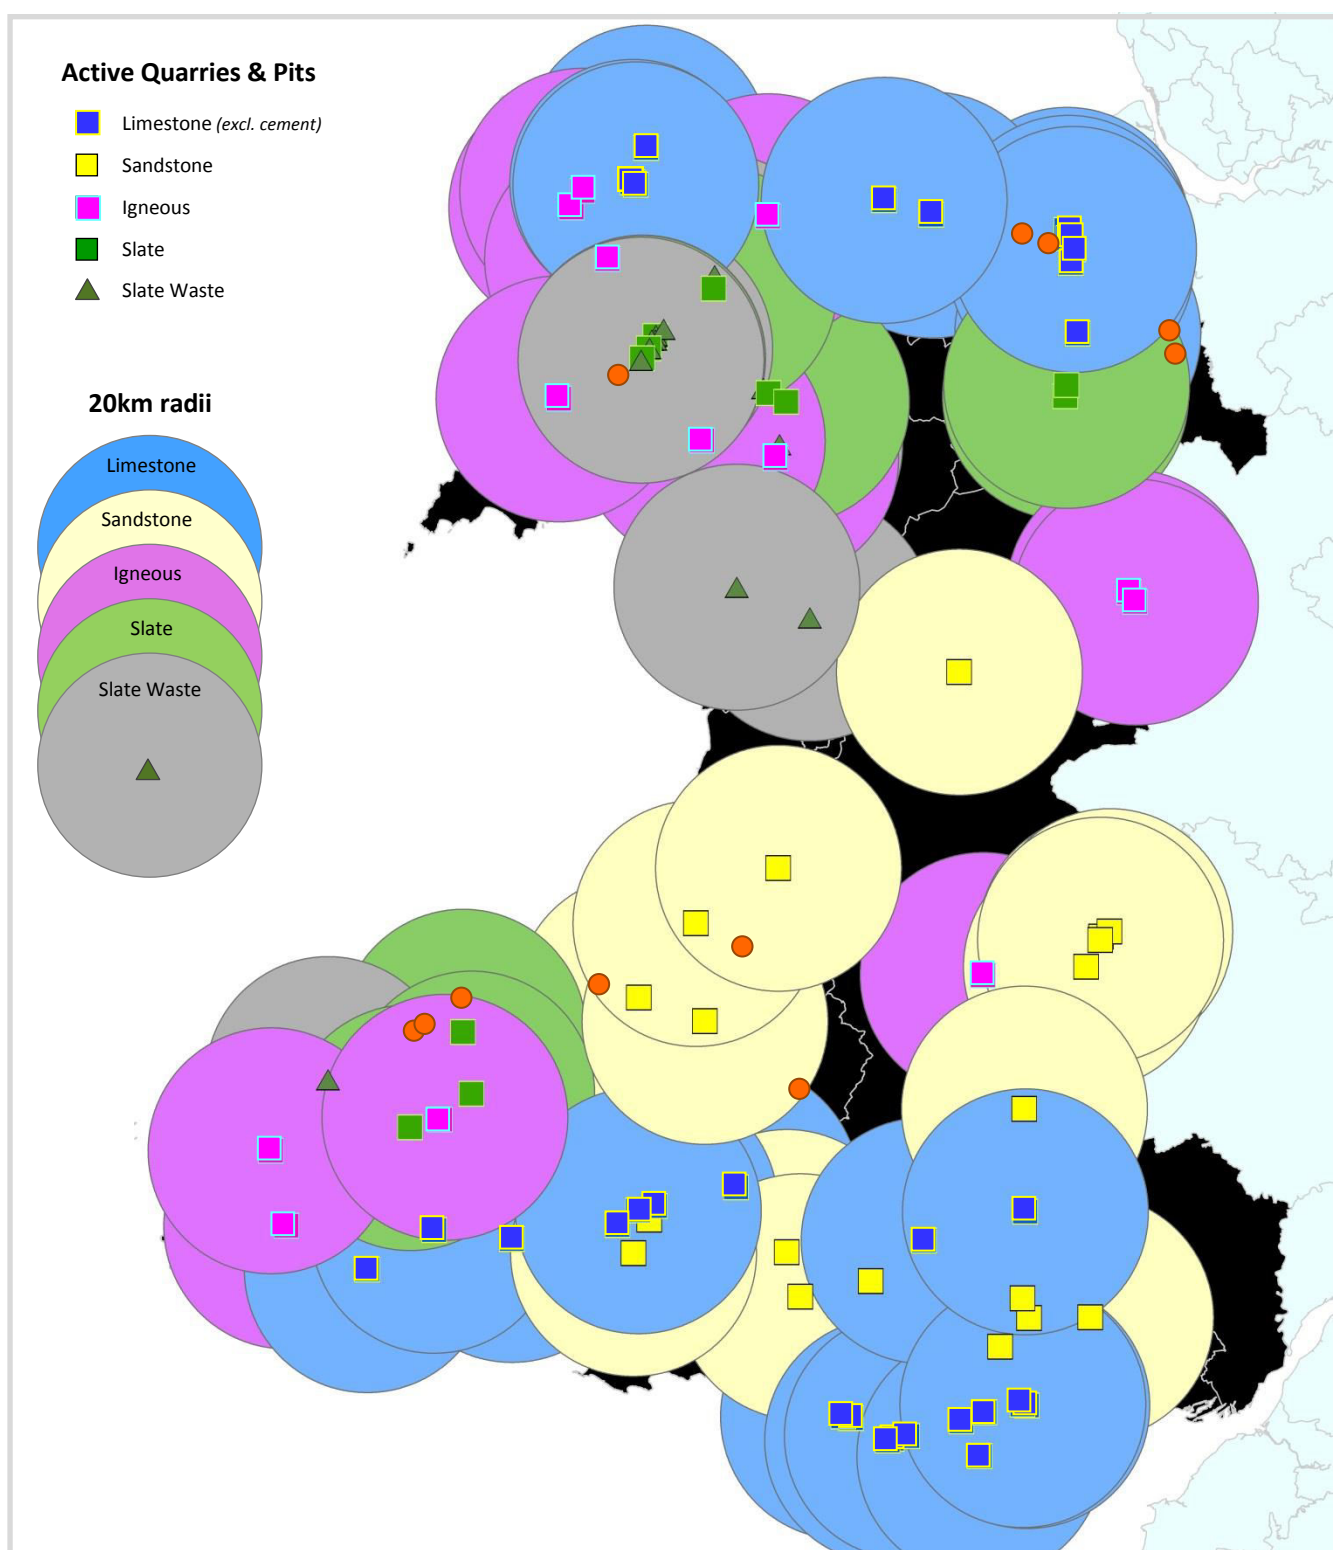 Active Quarries & Pits
Limestone (excl. cement)
Sandstone
Igneous
Slate
Slate Waste
20km radii
Limestone
Sandstone
Igneous
Slate
Slate Waste